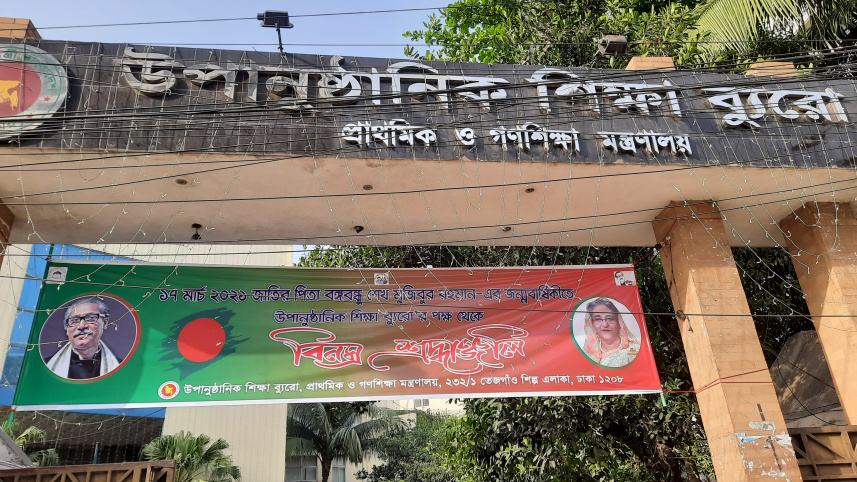 উপানুষ্ঠানিক শিক্ষা ব্যুরো
প্রাথমিক ও গণশিক্ষা মন্ত্রণালয়
১৭ মার্চ ২০২১ জাতির পিতা বঙ্গবন্ধু শেখ মুজিবুর রহমান-এর জন্মবার্ষিকীতে
উপানুষ্ঠানিক শিক্ষা ব্যুরো'র পক্ষ থেকে
বিনম্র শ্রদ্ধাঞ্জলি
উপানুষ্ঠানিক শিক্ষা ব্যুরো, প্রাথমিক ও গণশিক্ষা মন্ত্রণালয়, ২৩২/১ তেজগাঁও শিল্প এলাকা, ঢাকা ১২০৮